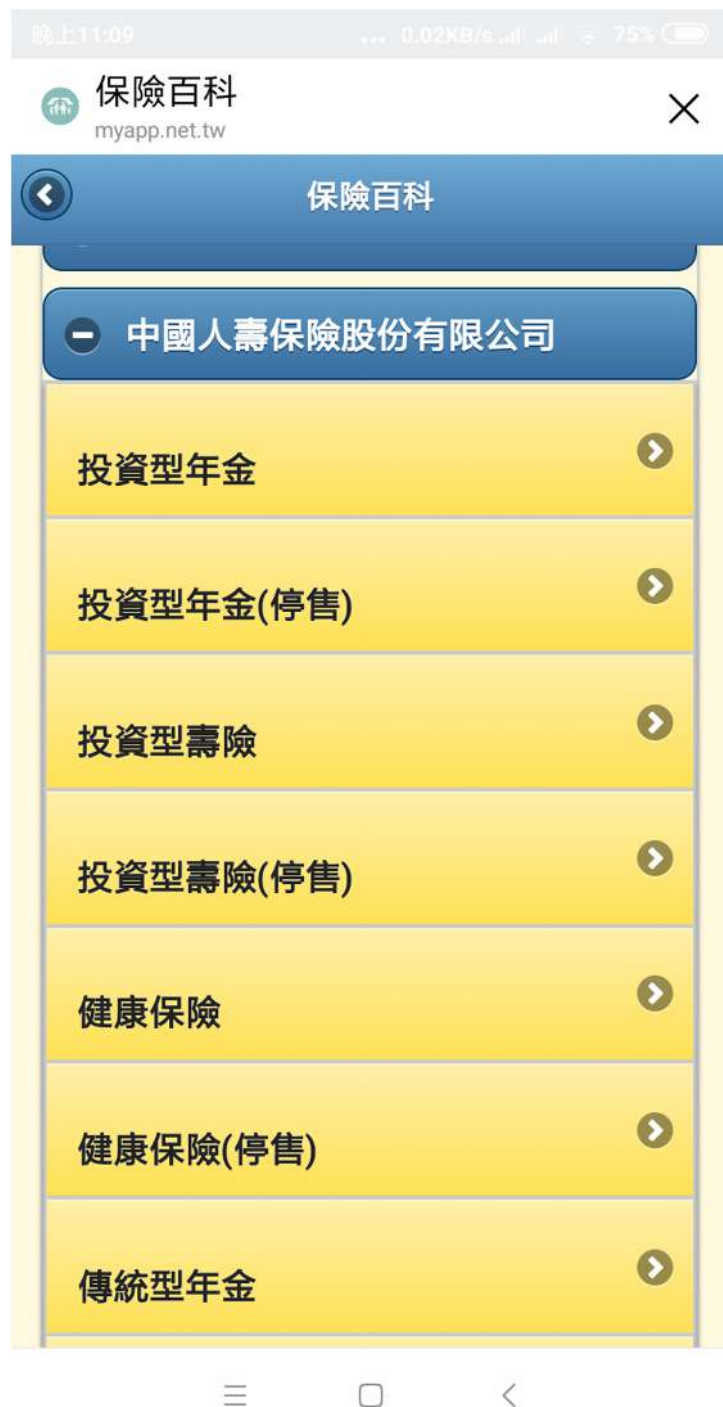 晚上11:09 ... 0.02KB/s 75%
保險百科
myapp.net.tw
保險百科
中國人壽保險股份有限公司
投資型年金
投資型年金(停售)
投資型壽險
投資型壽險(停售)
健康保險
健康保險(停售)
傳統型年金